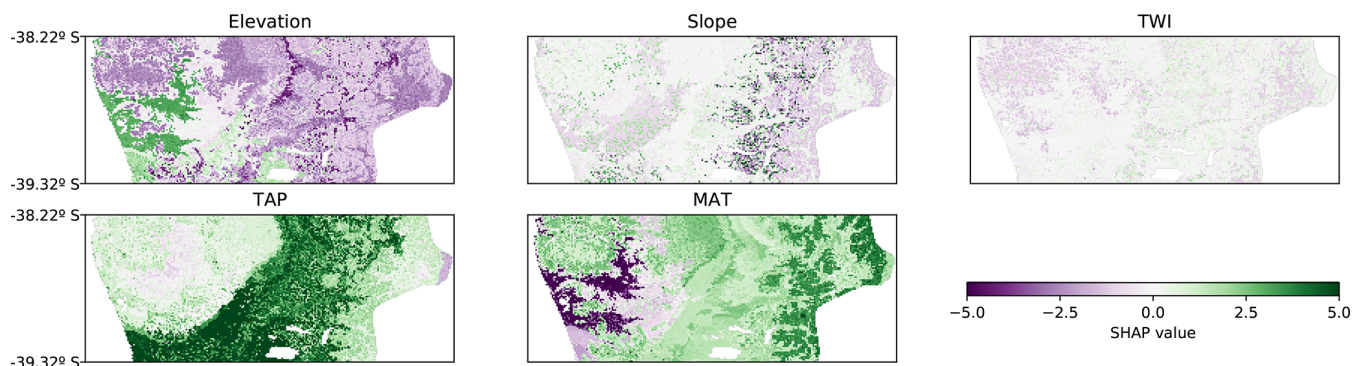 Elevation
Slope
TWI
-38.22º S
-39.32º S
TAP
MAT
-38.22º S
-39.32º S
−5.0 −2.5 0.0 2.5 5.0
SHAP value